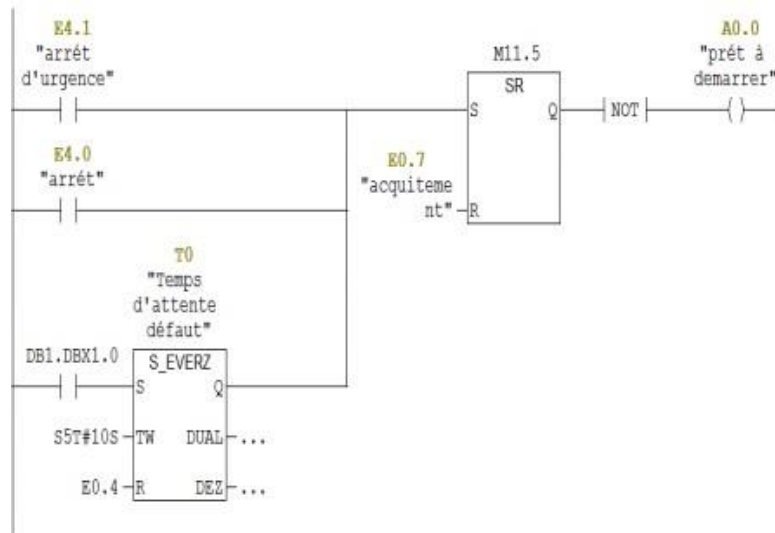 E4.1
"arrét
d'urgence"
A0.0
"prét à
demarrer"
M11.5
SR
S Q NOT
E4.0
"arrét"
E0.7
"acquiteme
nt" R
T0
"Temps
d'attente
défaut"
DB1.DBX1.0 S_EVERZ
S Q
S5T#10S TW DUAL ...
E0.4 R DEZ ...